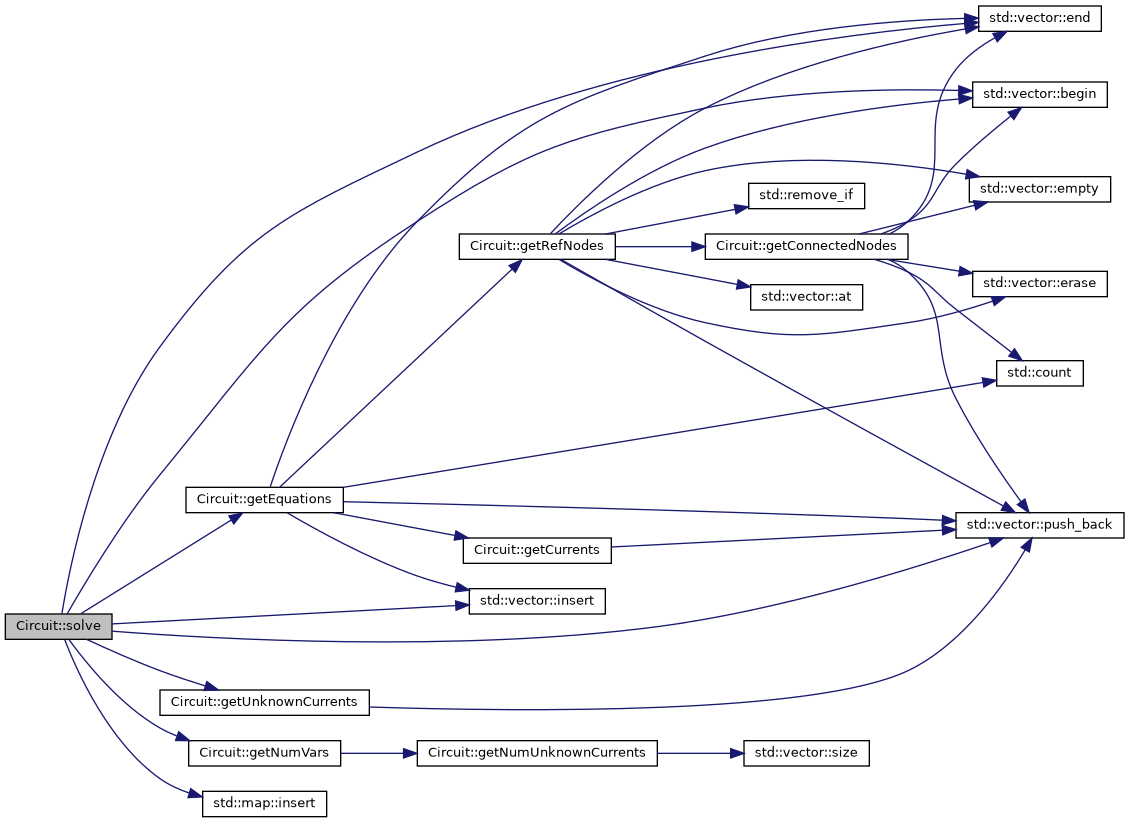 std::vector::end
std::vector::begin
std::vector::empty
std::remove_if
Circuit::getRefNodes
Circuit::getConnectedNodes
std::vector::erase
std::vector::at
std::count
Circuit::getEquations
std::vector::push_back
Circuit::getCurrents
std::vector::insert
Circuit::solve
Circuit::getUnknownCurrents
Circuit::getNumVars
Circuit::getNumUnknownCurrents
std::vector::size
std::map::insert